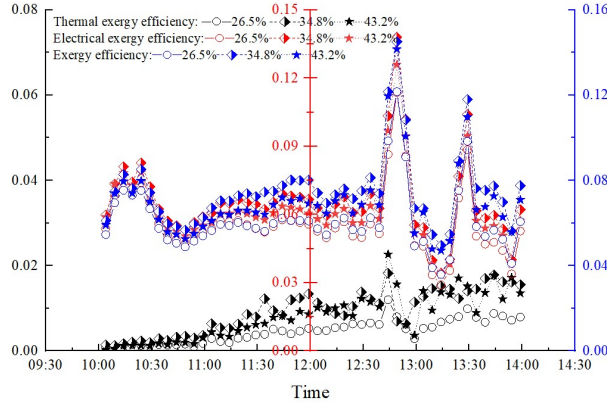 0.08 0.15 0.16
Thermal exergy efficiency: 26.5% 34.8% 43.2%
Electrical exergy efficiency: 26.5% 34.8% 43.2%
Exergy efficiency: 26.5% 34.8% 43.2%
0.12
0.06 0.12
0.09
0.04 0.08
0.06
0.02 0.04
0.03
0.00 0.00 0.00
09:30 10:00 10:30 11:00 11:30 12:00 12:30 13:00 13:30 14:00 14:30
Time